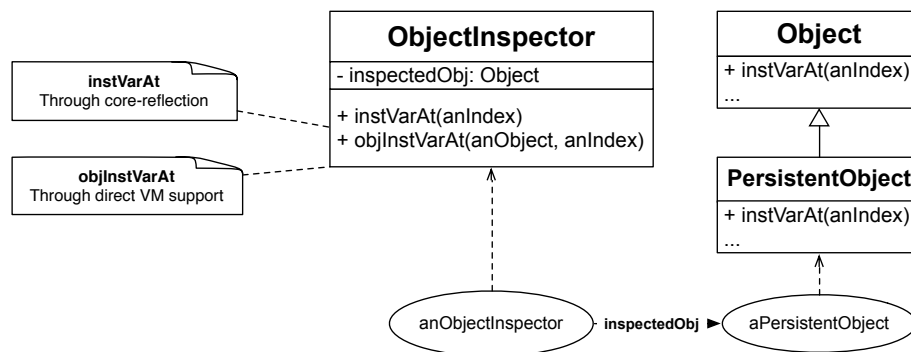 ObjectInspector
- inspectedObj: Object
+ instVarAt(anIndex)
+ objInstVarAt(anObject, anIndex)
Object
+ instVarAt(anIndex)
...
instVarAt
Through core-reflection
objInstVarAt
Through direct VM support
PersistentObject
+ instVarAt(anIndex)
...
anObjectInspector
inspectedObj
aPersistentObject